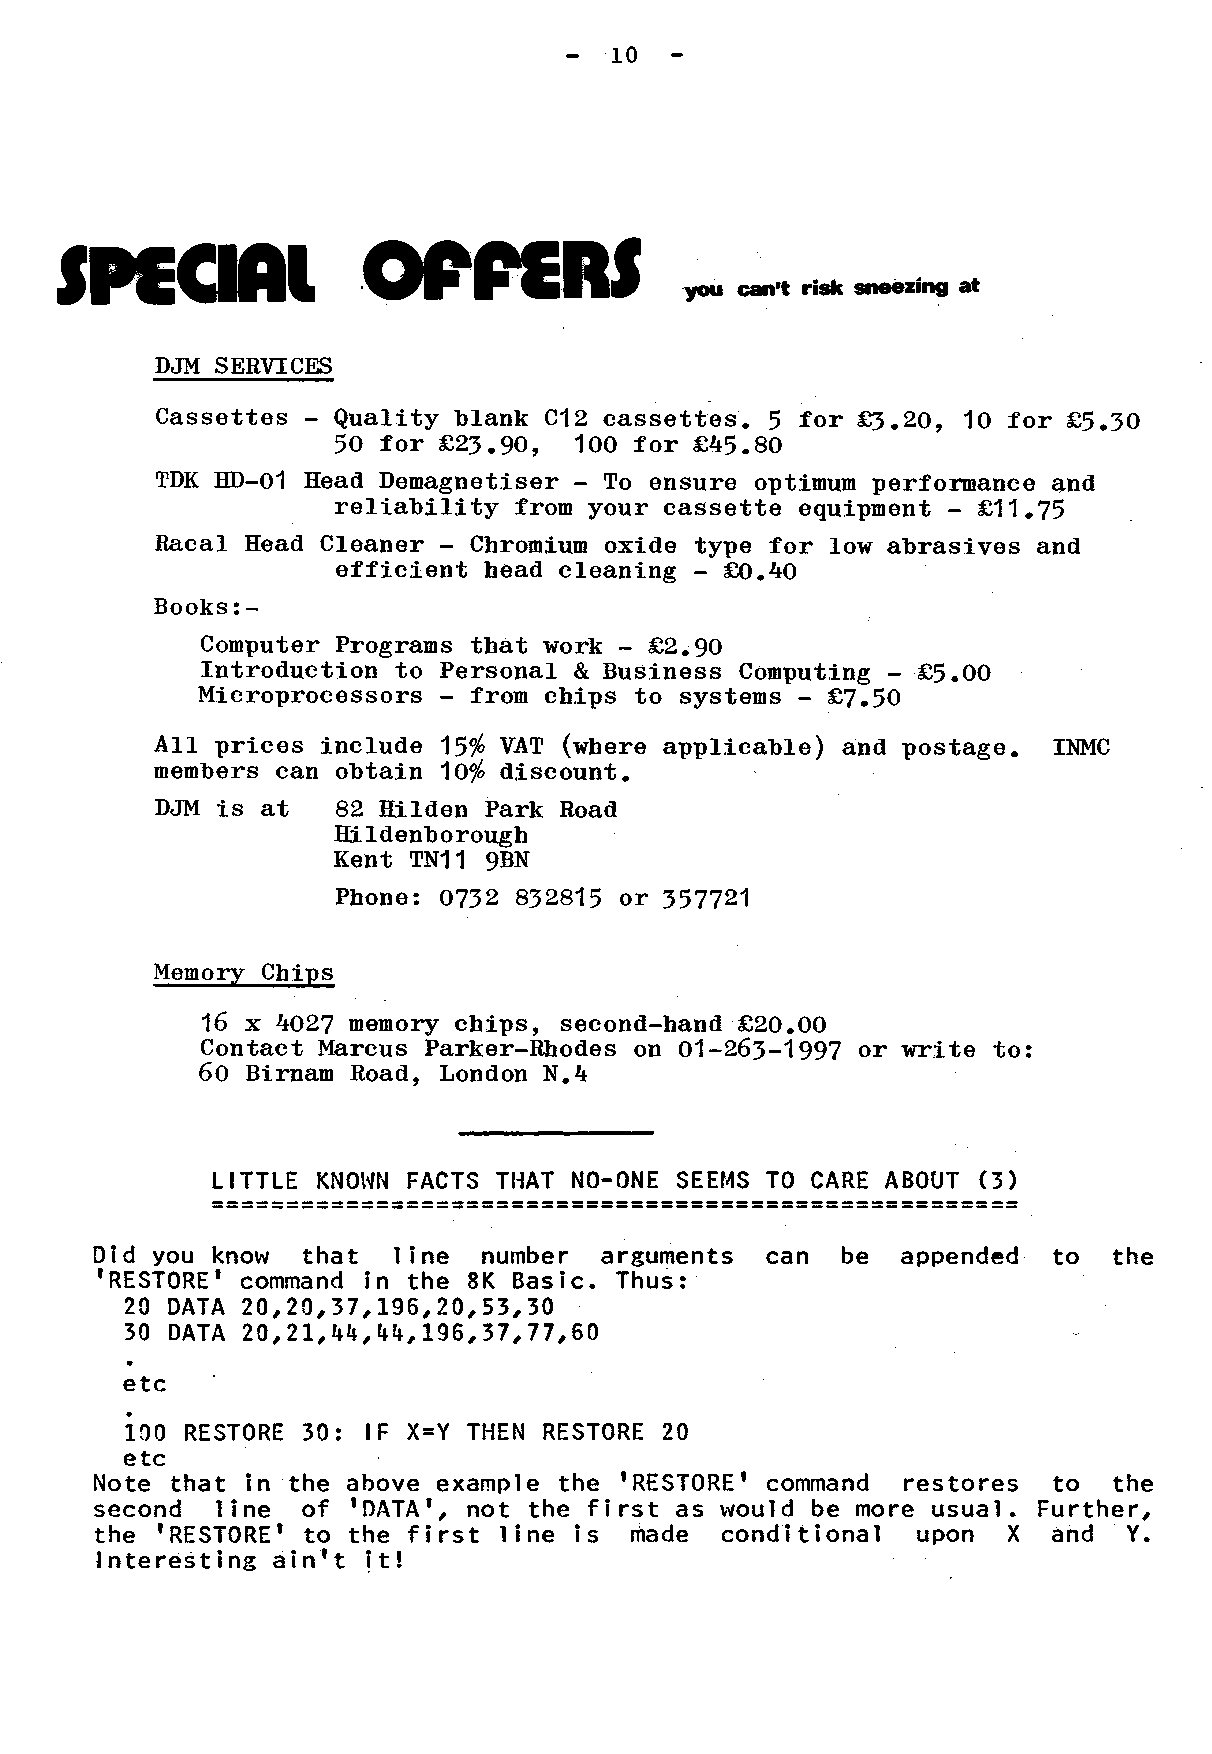 - 10 -
SPECIAL OFFERS you can't risk sneezing at
DJM SERVICES
Cassettes - Quality blank C12 cassettes. 5 for £3.20, 10 for £5.30
50 for £23.90, 100 for £45.80
TDK HD-01 Head Demagnetiser - To ensure optimum performance and
reliability from your cassette equipment - £11.75
Racal Head Cleaner - Chromium oxide type for low abrasives and
efficient head cleaning - £0.40
Books:-
Computer Programs that work - £2.90
Introduction to Personal & Business Computing - £5.00
Microprocessors - from chips to systems - £7.50
All prices include 15% VAT (where applicable) and postage. INMC
members can obtain 10% discount.
DJM is at 82 Hilden Park Road
Hildenborough
Kent TN11 9BN
Phone: 0732 832815 or 357721
Memory Chips
16 x 4027 memory chips, second-hand £20.00
Contact Marcus Parker-Rhodes on 01-263-1997 or write to:
60 Birnam Road, London N.4
LITTLE KNOWN FACTS THAT NO-ONE SEEMS TO CARE ABOUT (3)
======================================================
Did you know that line number arguments can be appended to the
'RESTORE' command in the 8K Basic. Thus:
20 DATA 20,20,37,196,20,53,30
30 DATA 20,21,44,44,196,37,77,60
.
etc
.
100 RESTORE 30: IF X=Y THEN RESTORE 20
etc
Note that in the above example the 'RESTORE' command restores to the
second line of 'DATA', not the first as would be more usual. Further,
the 'RESTORE' to the first line is made conditional upon X and Y.
Interesting ain't it!